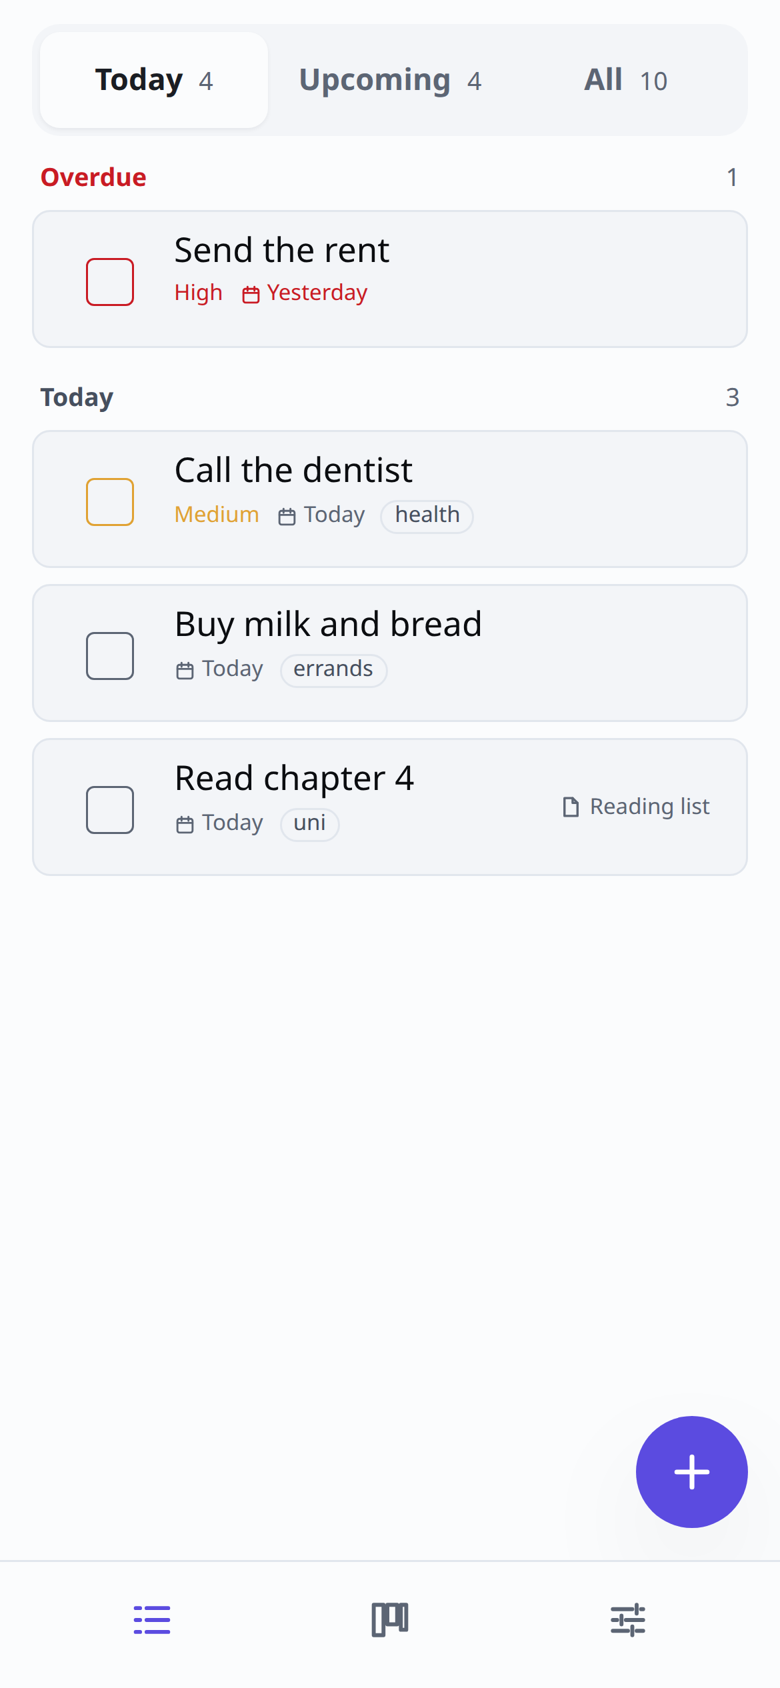 Today 4 Upcoming 4 All 10
Overdue 1
Send the rent
High Yesterday
Today 3
Call the dentist
Medium Today health
Buy milk and bread
Today errands
Read chapter 4
Today uni
Reading list